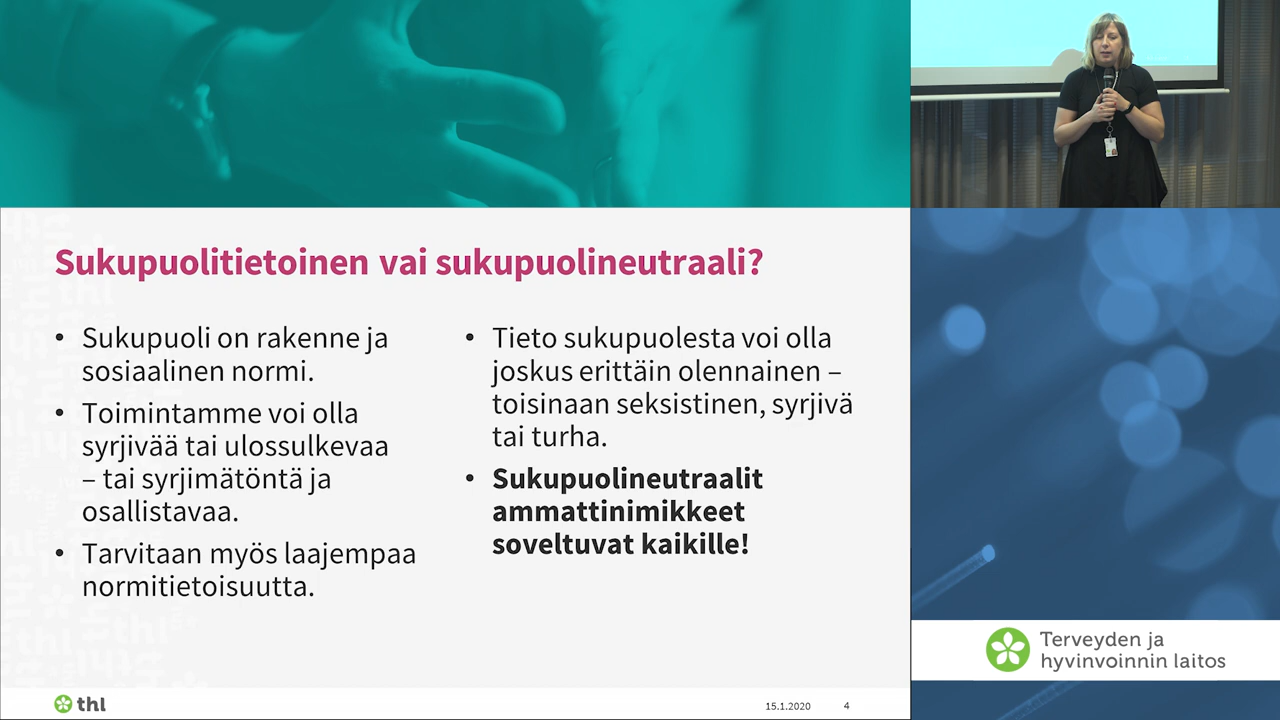 Sukupuolitietoinen vai sukupuolineutraali?
• Sukupuoli on rakenne ja
sosiaalinen normi.
• Toimintamme voi olla
syrjivää tai ulossulkevaa
– tai syrjimätöntä ja
osallistavaa.
• Tarvitaan myös laajempaa
normitietoisuutta.
• Tieto sukupuolesta voi olla
joskus erittäin olennainen –
toisinaan seksistinen, syrjivä
tai turha.
• Sukupuolineutraalit
ammattinimikkeet
soveltuvat kaikille!
thl
15.1.2020 4
Terveyden ja
hyvinvoinnin laitos